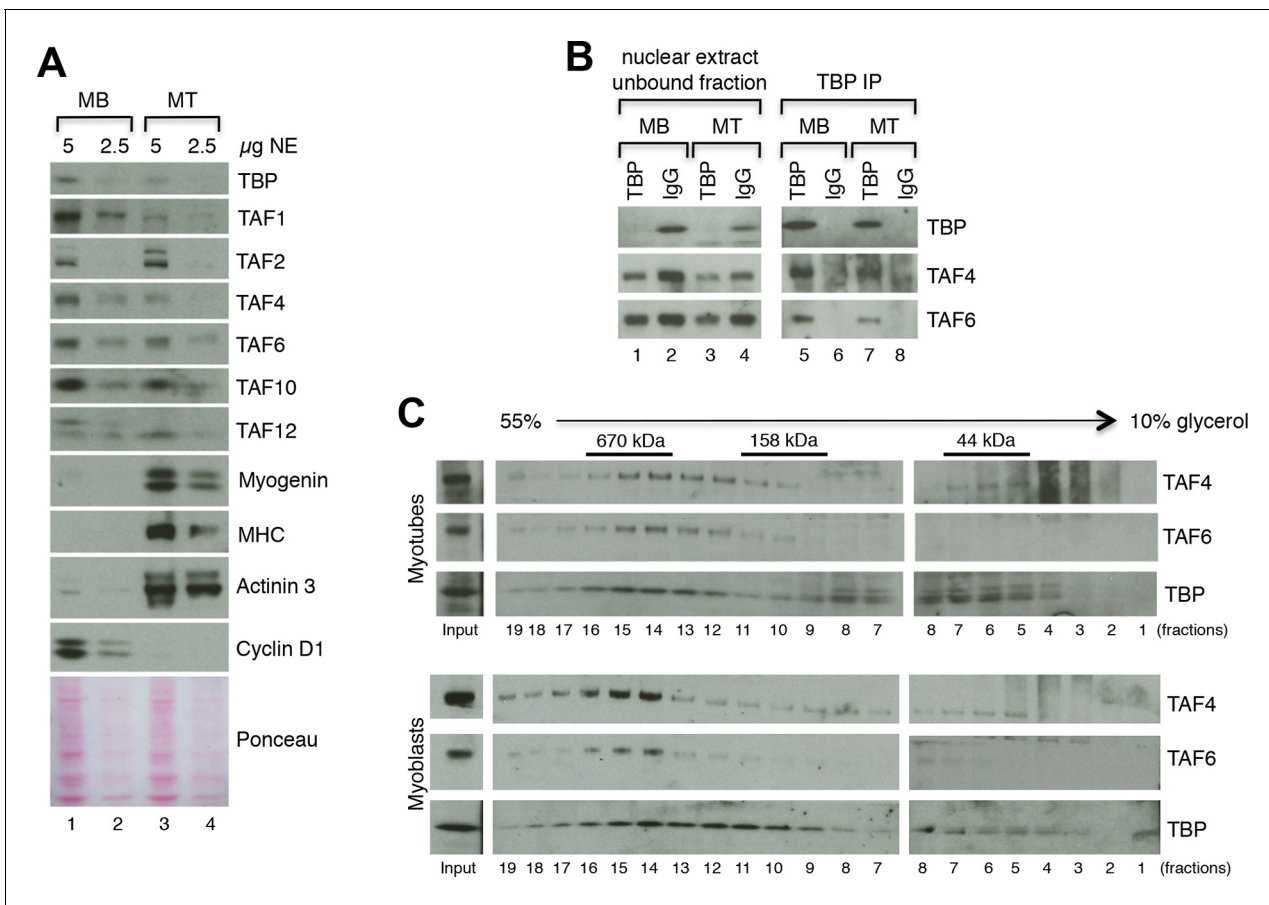 A
MB MT
5 2.5 5 2.5 µg NE
TBP
TAF1
TAF2
TAF4
TAF6
TAF10
TAF12
Myogenin
MHC
Actinin 3
Cyclin D1
Ponceau
1 2 3 4
B
nuclear extract
unbound fraction
TBP IP
MB MT MB MT
TBP IgG TBP IgG TBP IgG TBP IgG
TBP
TAF4
TAF6
1 2 3 4 5 6 7 8
C
55% 10% glycerol
670 kDa 158 kDa 44 kDa
Myotubes
TAF4
TAF6
TBP
Input 19 18 17 16 15 14 13 12 11 10 9 8 7 8 7 6 5 4 3 2 1 (fractions)
Myoblasts
TAF4
TAF6
TBP
Input 19 18 17 16 15 14 13 12 11 10 9 8 7 8 7 6 5 4 3 2 1 (fractions)